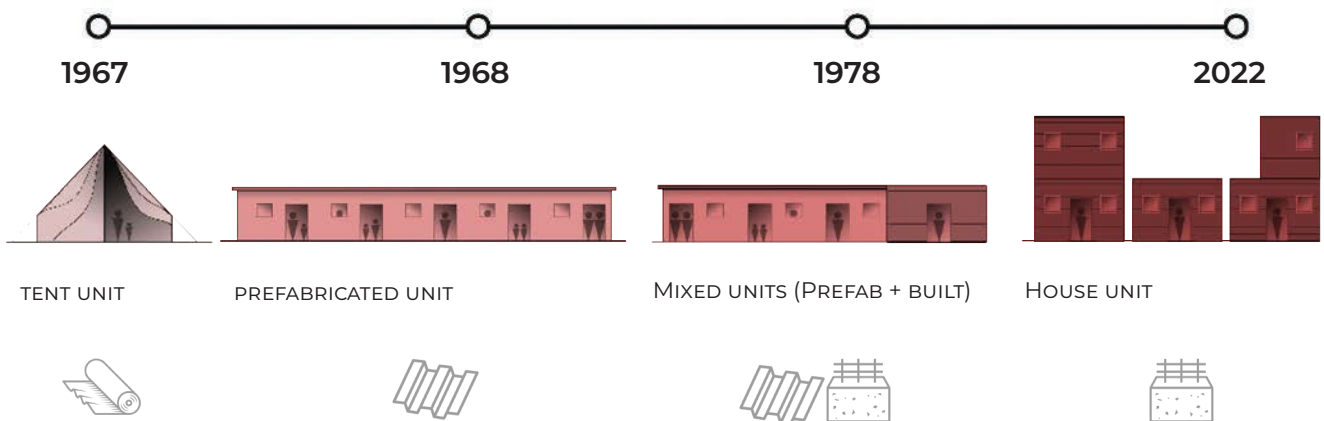 1967 1968 1978 2022
TENT UNIT PREFABRICATED UNIT MIXED UNITS (PREFAB + BUILT) HOUSE UNIT